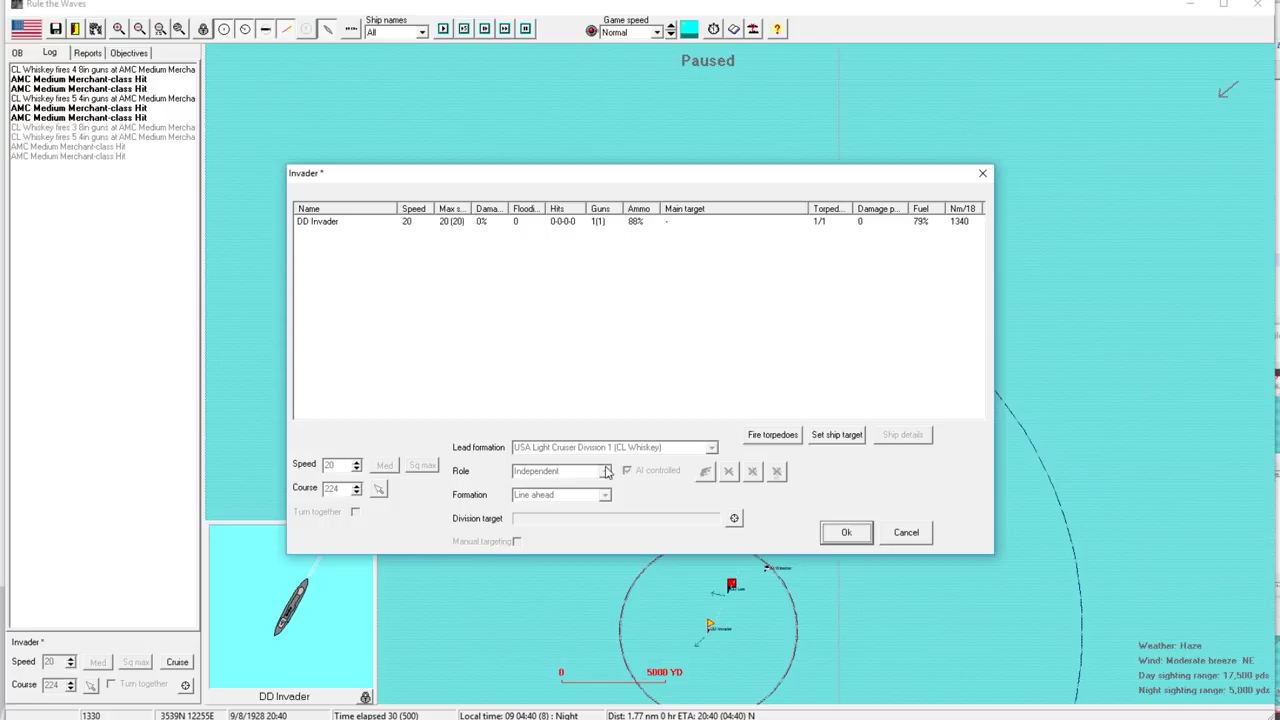 Rule the Waves
Ship names
All
Game speed
Normal
OB Log Reports Objectives
CL Whiskey fires 4 8in guns at AMC Medium Mercha
AMC Medium Merchant-class Hit
AMC Medium Merchant-class Hit
CL Whiskey fires 5 4in guns at AMC Medium Mercha
AMC Medium Merchant-class Hit
AMC Medium Merchant-class Hit
CL Whiskey fires 3 8in guns at AMC Medium Mercha
CL Whiskey fires 5 4in guns at AMC Medium Mercha
AMC Medium Merchant-class Hit
AMC Medium Merchant-class Hit
Paused
Invader *
Name Speed Max s... Dama... Floodi... Hits Guns Ammo Main target Torped... Damage p... Fuel Nm/18
DD Invader 20 20 (20) 0% 0 0-0-0-0 1(1) 88% - 1/1 0 79% 1340
Fire torpedoes Set ship target Ship details
Lead formation USA Light Cruiser Division 1 (CL Whiskey)
Speed 20 Med Sq max
Role Independent AI controlled
Course 224
Formation Line ahead
Turn together
Division target
Manual targeting
Ok Cancel
DD Invader
0 5000 YD
Weather: Haze
Wind: Moderate breeze NE
Day sighting range: 17,500 yds
Night sighting range: 5,000 yds
Invader *
Speed 20 Med Sq max Cruise
Course 224 Turn together
DD Invader
1330 3539N 12255E 9/8/1928 20:40 Time elapsed 30 (500) Local time: 09 04:40 (8) : Night Dist: 1.77 nm 0 hr ETA: 20:40 (04:40) N